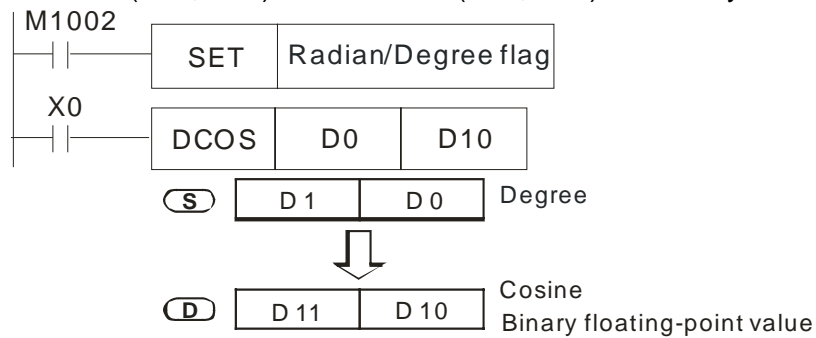 M1002
SET Radian/Degree flag
X0
DCOS D0 D10
S D 1 D 0 Degree
D D 11 D 10 Cosine
Binary floating-point value